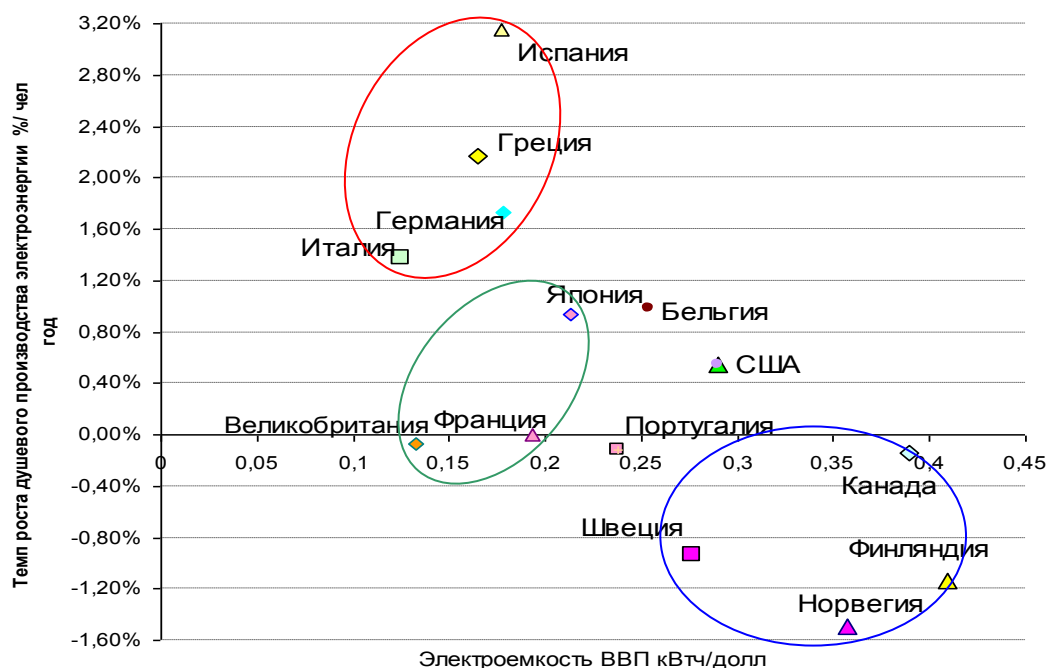 Темп роста душевого производства электроэнергии %/ чел
год
3,20%
2,80%
2,40%
2,00%
1,60%
1,20%
0,80%
0,40%
0,00%
-0,40%
-0,80%
-1,20%
-1,60%
Испания
Греция
Германия
Италия
Япония
Бельгия
США
Великобритания
Франция
Португалия
0 0,05 0,1 0,15 0,2 0,25 0,3 0,35 0,4 0,45
Канада
Швеция
Финляндия
Норвегия
Электроемкость ВВП кВтч/долл